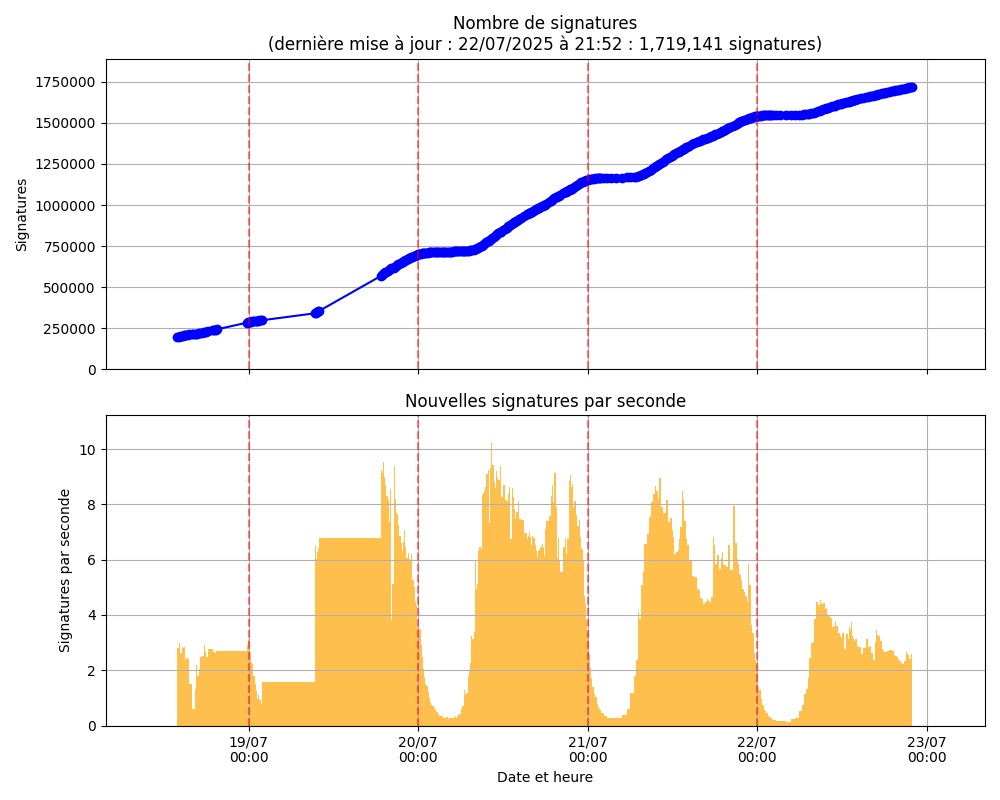 Nombre de signatures
(dernière mise à jour : 22/07/2025 à 21:52 : 1,719,141 signatures)
1750000
1500000
1250000
1000000
750000
500000
250000
0
Signatures
Nouvelles signatures par seconde
10
8
6
4
2
0
Signatures par seconde
19/07 20/07 21/07 22/07 23/07
00:00 00:00 00:00 00:00 00:00
Date et heure